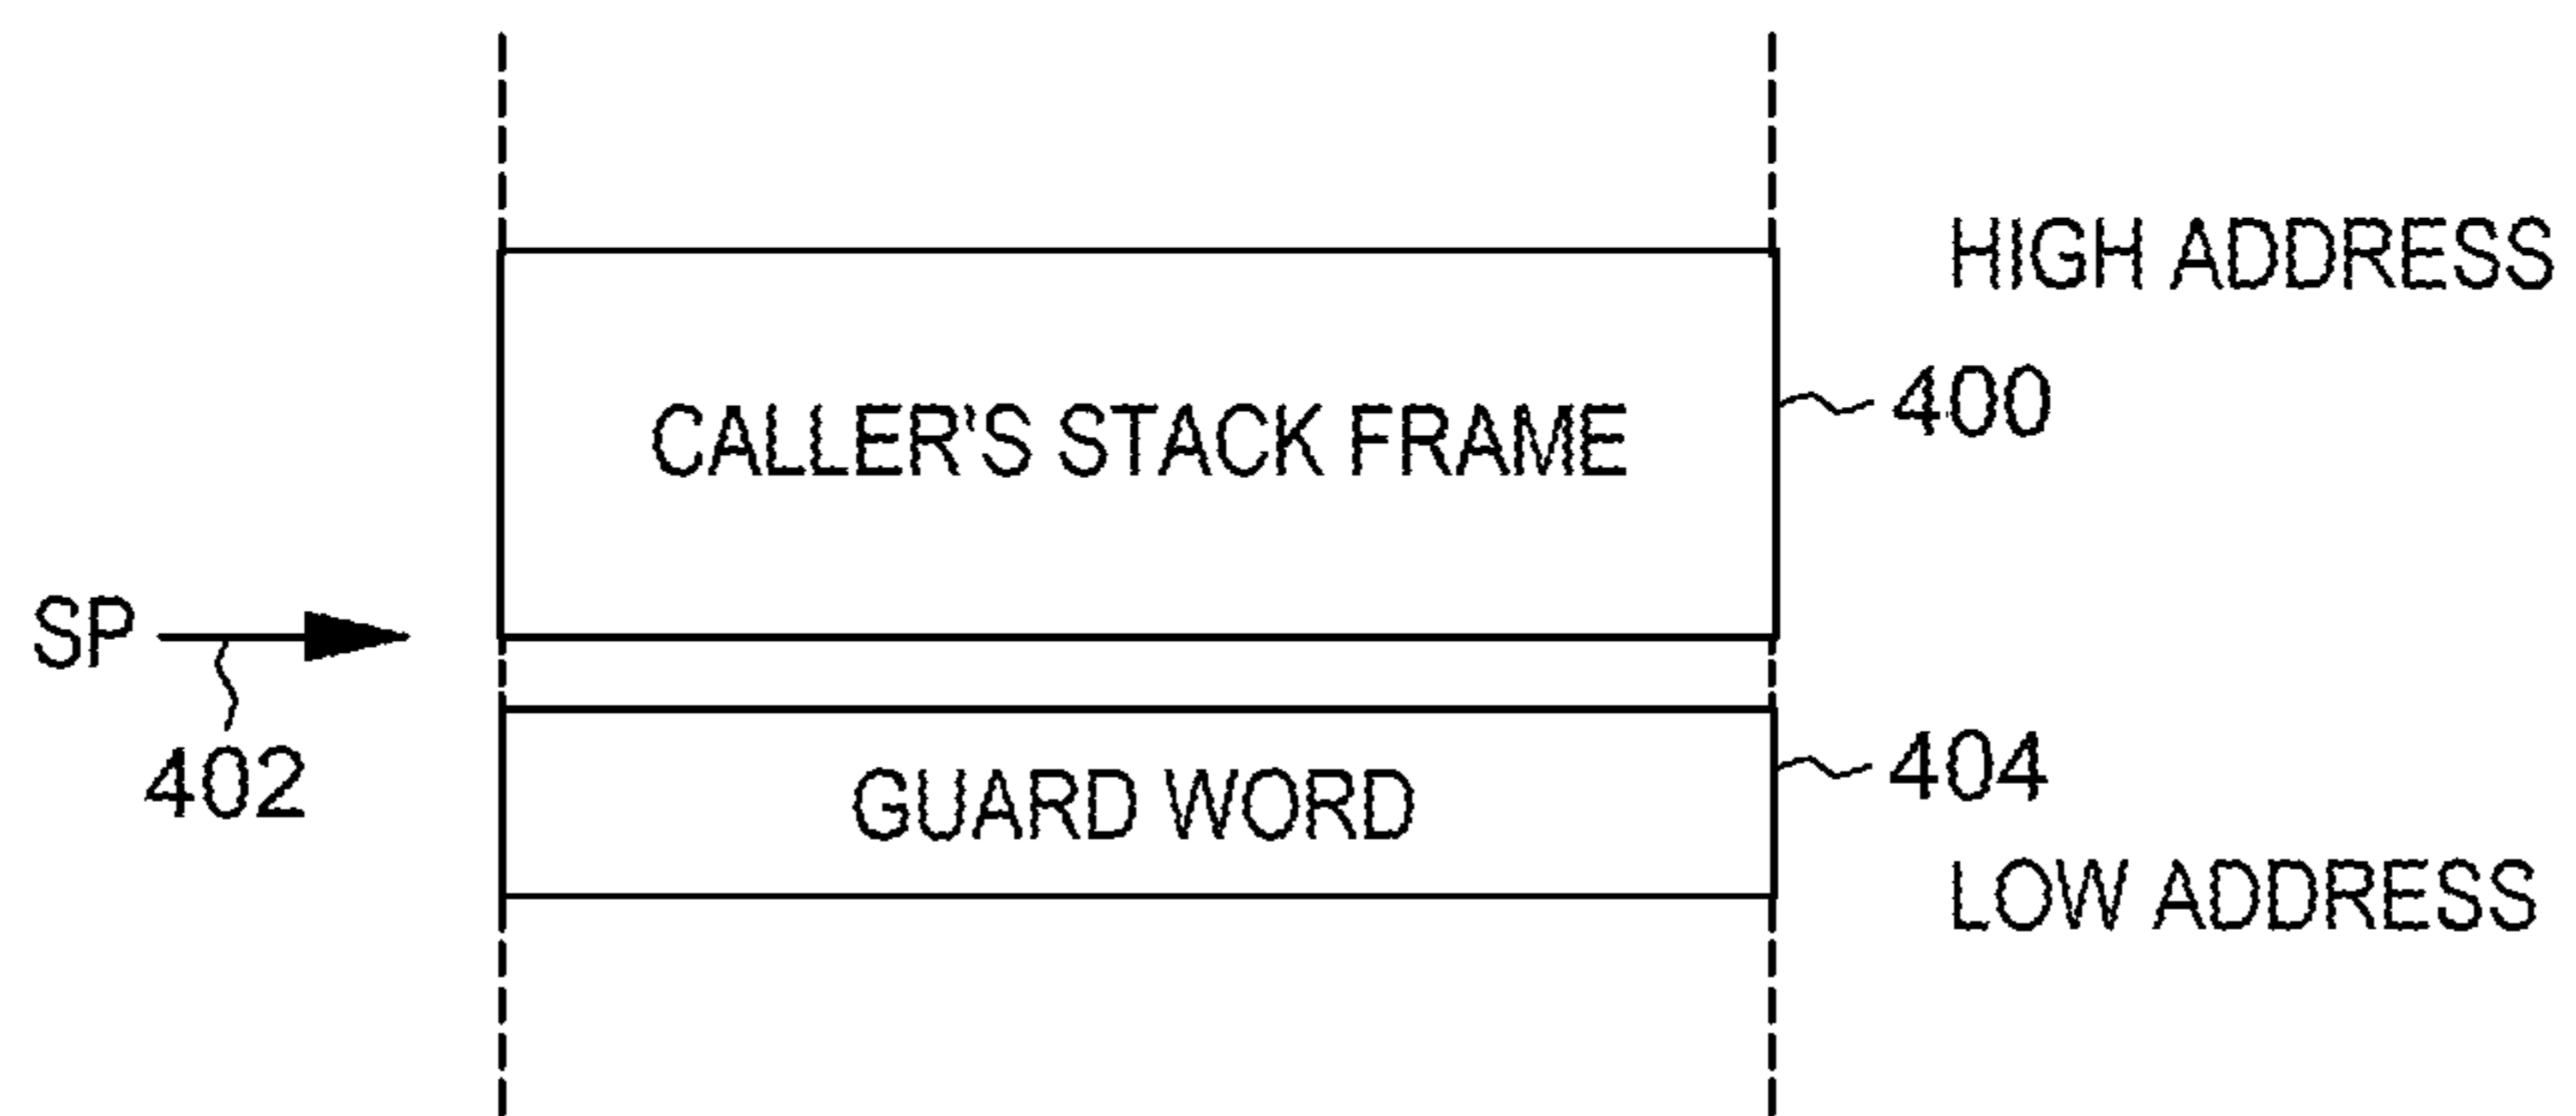 HIGH ADDRESS
400
CALLER'S STACK FRAME
SP
402
404
GUARD WORD
LOW ADDRESS